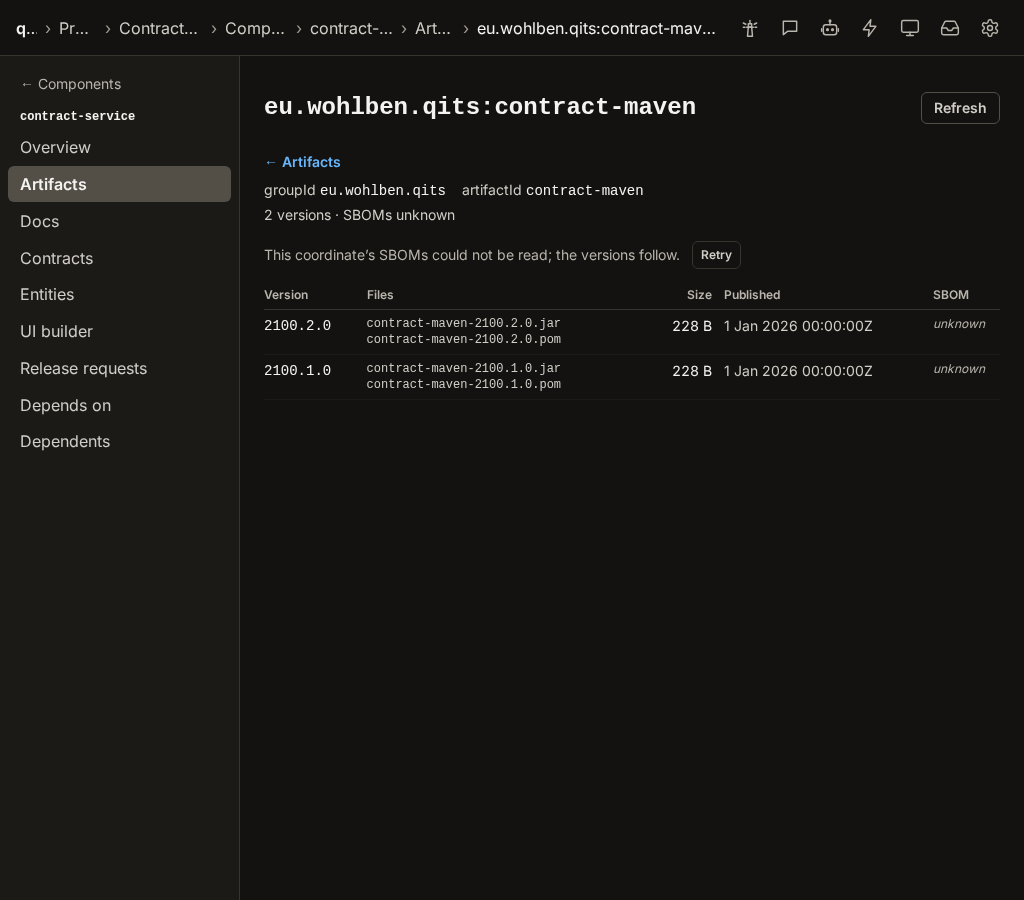 q... › Pr... › Contract... › Comp... › contract-... › Art... › eu.wohlben.qits:contract-mav...
← Components
contract-service
Overview
Artifacts
Docs
Contracts
Entities
UI builder
Release requests
Depends on
Dependents
eu.wohlben.qits:contract-maven
Refresh
← Artifacts
groupId eu.wohlben.qits artifactId contract-maven
2 versions · SBOMs unknown
This coordinate’s SBOMs could not be read; the versions follow. Retry
Version Files Size Published SBOM
2100.2.0 contract-maven-2100.2.0.jar 228 B 1 Jan 2026 00:00:00Z unknown
contract-maven-2100.2.0.pom
2100.1.0 contract-maven-2100.1.0.jar 228 B 1 Jan 2026 00:00:00Z unknown
contract-maven-2100.1.0.pom